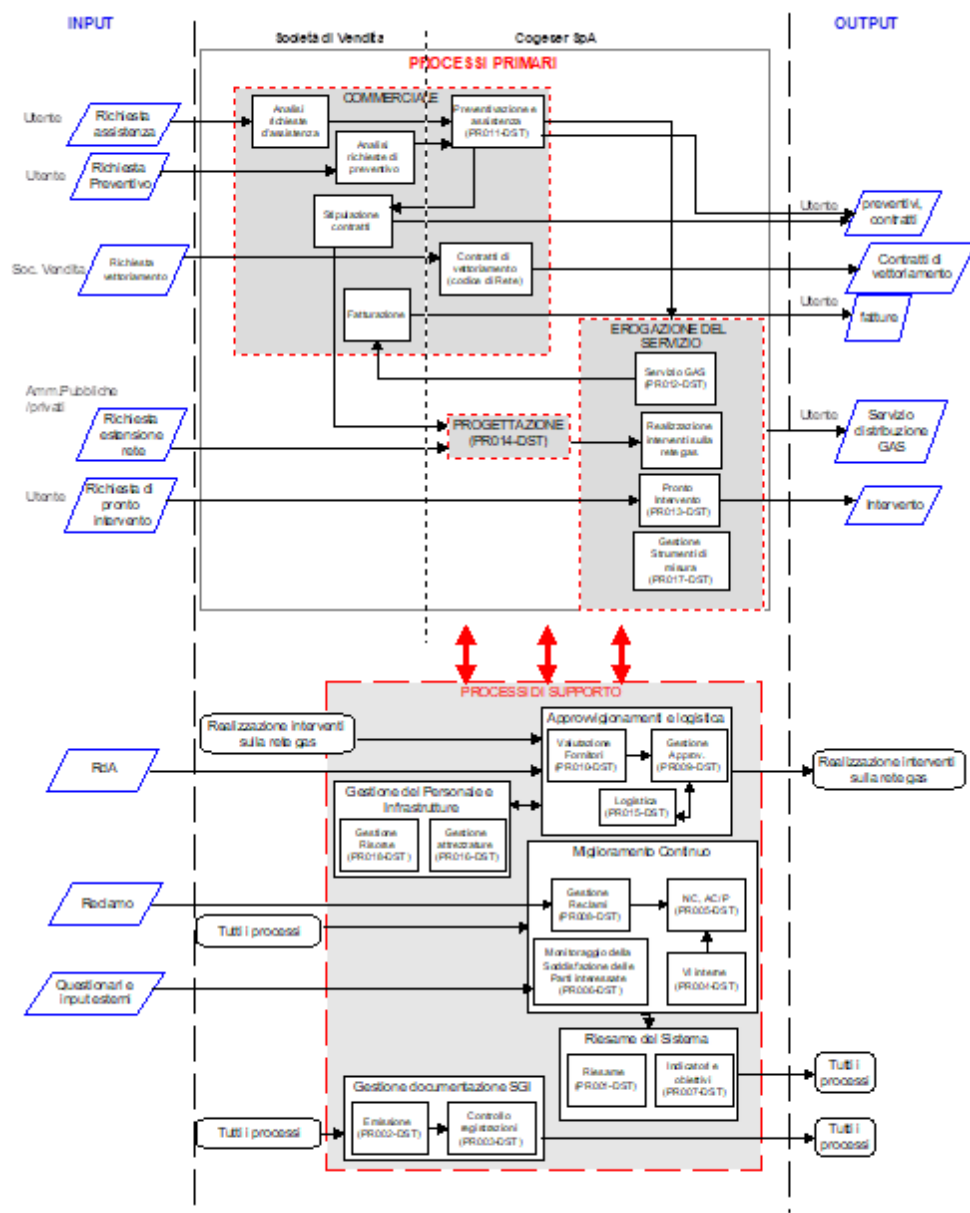 INPUT
OUTPUT
Società di Vendita
Cogeser SpA
PROCESSI PRIMARI
COMMERCIALE
Utente
Richiesta
assistenza
Analisi
richieste
d'assistenza
Preventivazione e
assistenza
(PR011-DST)
Utente
Richiesta
Preventivo
Analisi
richieste di
preventivo
Stipulazione
contratti
Utente
preventivi,
contratti
Soc. Vendita
Richiesta
vettoriamento
Contratti di
vettoriamento
(codice di Rete)
Contratti di
vettoriamento
Fatturazione
Utente
fatture
EROGAZIONE DEL
SERVIZIO
Servizio GAS
(PR012-DST)
Amm.Pubbliche
/privati
Richiesta
estensione
rete
PROGETTAZIONE
(PR014-DST)
Realizzazione
interventi sulla
rete gas
Utente
Servizio
distribuzione
GAS
Utente
Richiesta di
pronto
intervento
Pronto
Intervento
(PR013-DST)
Intervento
Gestione
Strumenti di
misura
(PR017-DST)
PROCESSI DI SUPPORTO
Realizzazione interventi
sulla rete gas
Approvvigionamenti e logistica
Valutazione
Fornitori
(PR010-DST)
Gestione
Approv.
(PR009-DST)
RdA
Realizzazione interventi
sulla rete gas
Logistica
(PR015-DST)
Gestione del Personale e
Infrastrutture
Gestione
Risorse
(PR018-DST)
Gestione
attrezzature
(PR016-DST)
Miglioramento Continuo
Reclamo
Gestione
Reclami
(PR008-DST)
NC, AC/P
(PR005-DST)
Tutti i processi
Monitoraggio della
Soddisfazione delle
Parti interessate
(PR006-DST)
VI interne
(PR004-DST)
Questionari e
input esterni
Riesame del Sistema
Riesame
(PR001-DST)
Indicatori e
obiettivi
(PR007-DST)
Tutti i
processi
Gestione documentazione SGI
Tutti i processi
Emissione
(PR002-DST)
Controllo
registrazioni
(PR003-DST)
Tutti i
processi